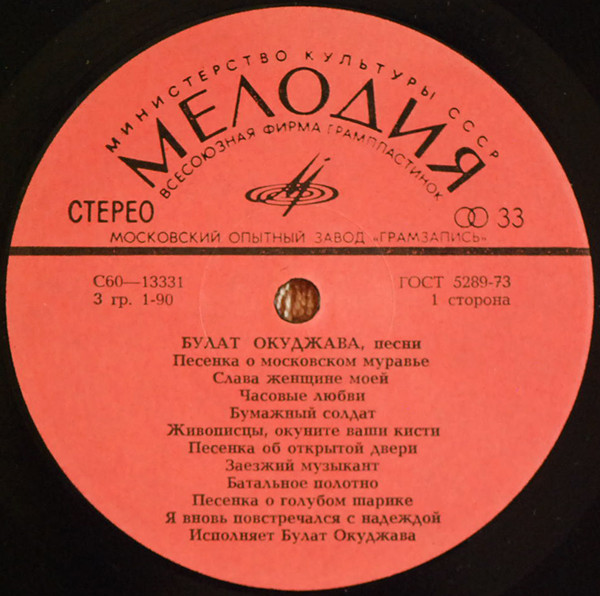 МИНИСТЕРСТВО КУЛЬТУРЫ СССР
МЕЛОДИЯ
ВСЕСОЮЗНАЯ ФИРМА ГРАМПЛАСТИНОК
СТЕРЕО
33
МОСКОВСКИЙ ОПЫТНЫЙ ЗАВОД «ГРАМЗАПИСЬ»
С60—13331
ГОСТ 5289-73
3 гр. 1-90
1 сторона
БУЛАТ ОКУДЖАВА, песни
Песенка о московском муравье
Слава женщине моей
Часовые любви
Бумажный солдат
Живописцы, окуните ваши кисти
Песенка об открытой двери
Заезжий музыкант
Батальное полотно
Песенка о голубом шарике
Я вновь повстречался с надеждой
Исполняет Булат Окуджава